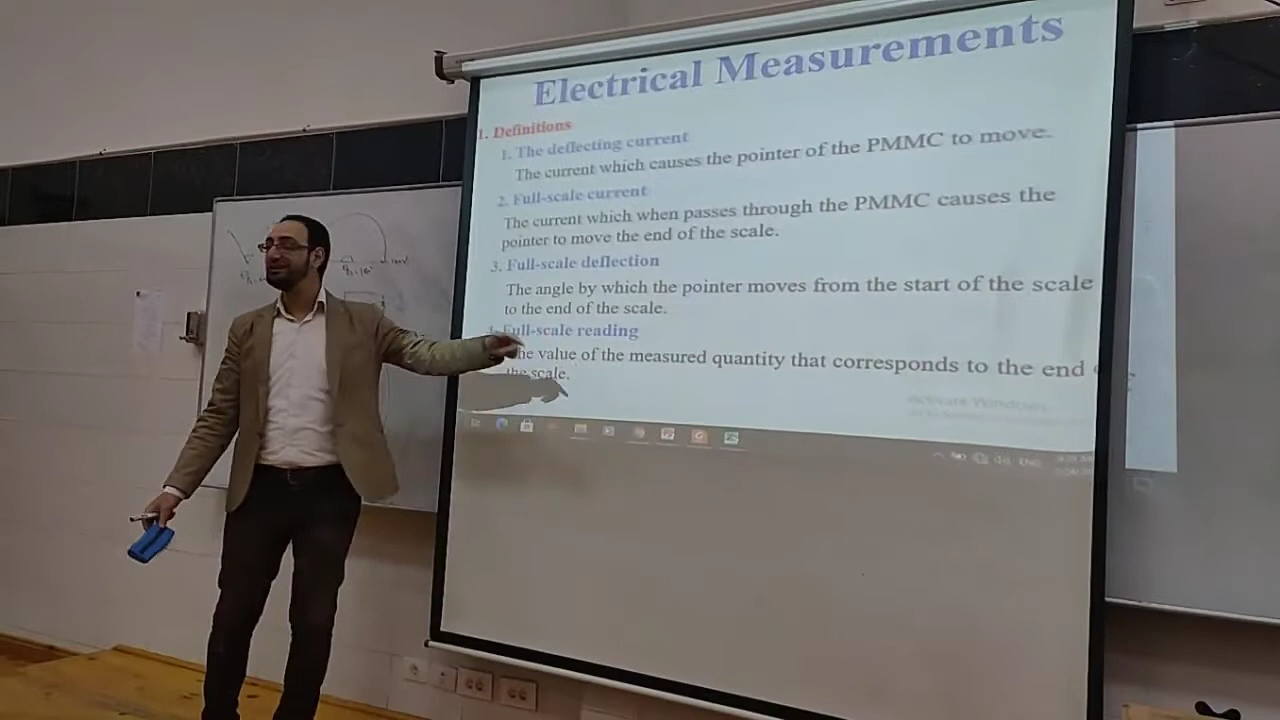 Electrical Measurements
1. Definitions
1. The deflecting current
The current which causes the pointer of the PMMC to move.
2. Full-scale current
The current which when passes through the PMMC causes the
pointer to move the end of the scale.
3. Full-scale deflection
The angle by which the pointer moves from the start of the scale
to the end of the scale.
Full-scale reading
he value of the measured quantity that corresponds to the end
the scale.
Activate Windows
ENG